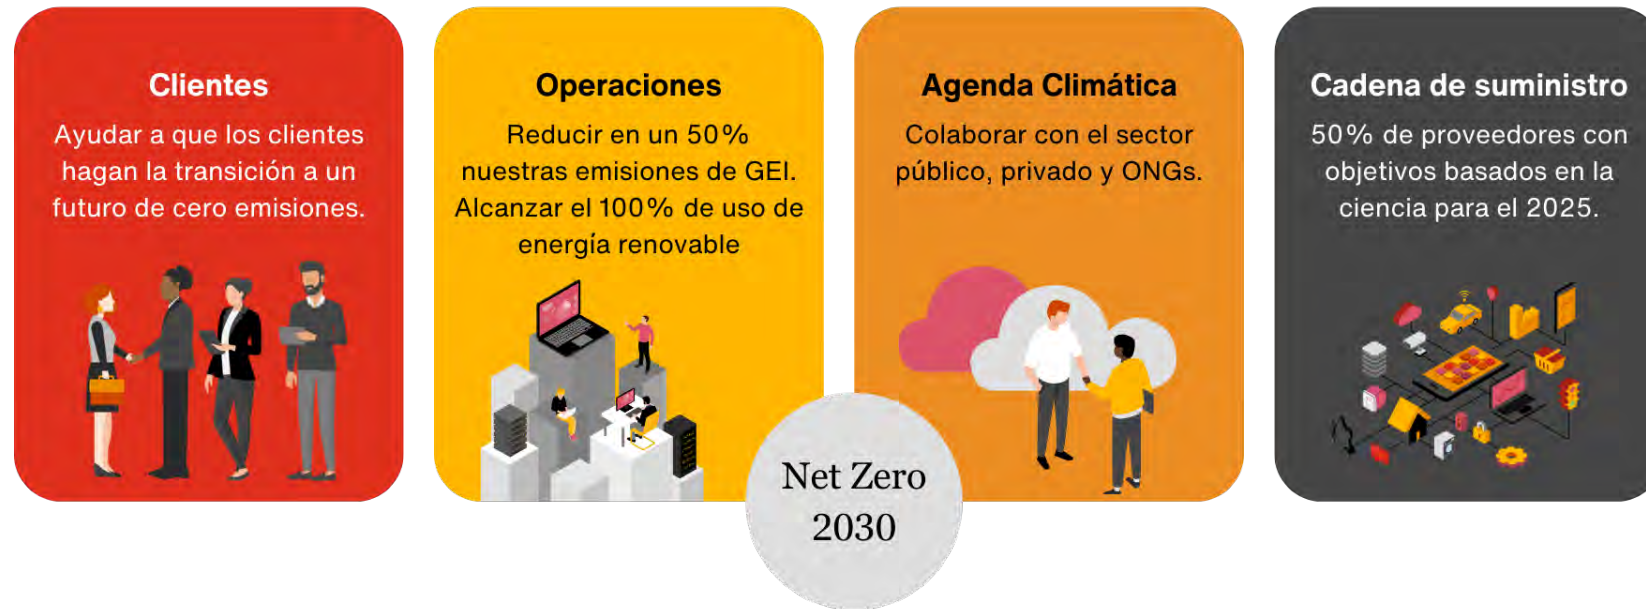 Clientes
Ayudar a que los clientes
hagan la transición a un
futuro de cero emisiones.
Operaciones
Reducir en un 50%
nuestras emisiones de GEI.
Alcanzar el 100% de uso de
energía renovable
Agenda Climática
Colaborar con el sector
público, privado y ONGs.
Cadena de suministro
50% de proveedores con
objetivos basados en la
ciencia para el 2025.
Net Zero
2030